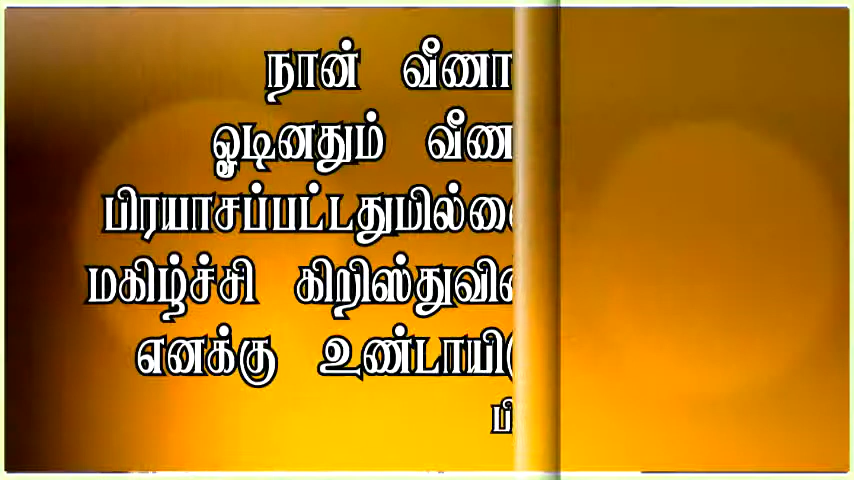 நான் வீணா
ஓடினதும் வீண
பிரயாசப்பட்டதுமில்லை
மகிழ்ச்சி கிறிஸ்துவின்
எனக்கு உண்டாயி
பி